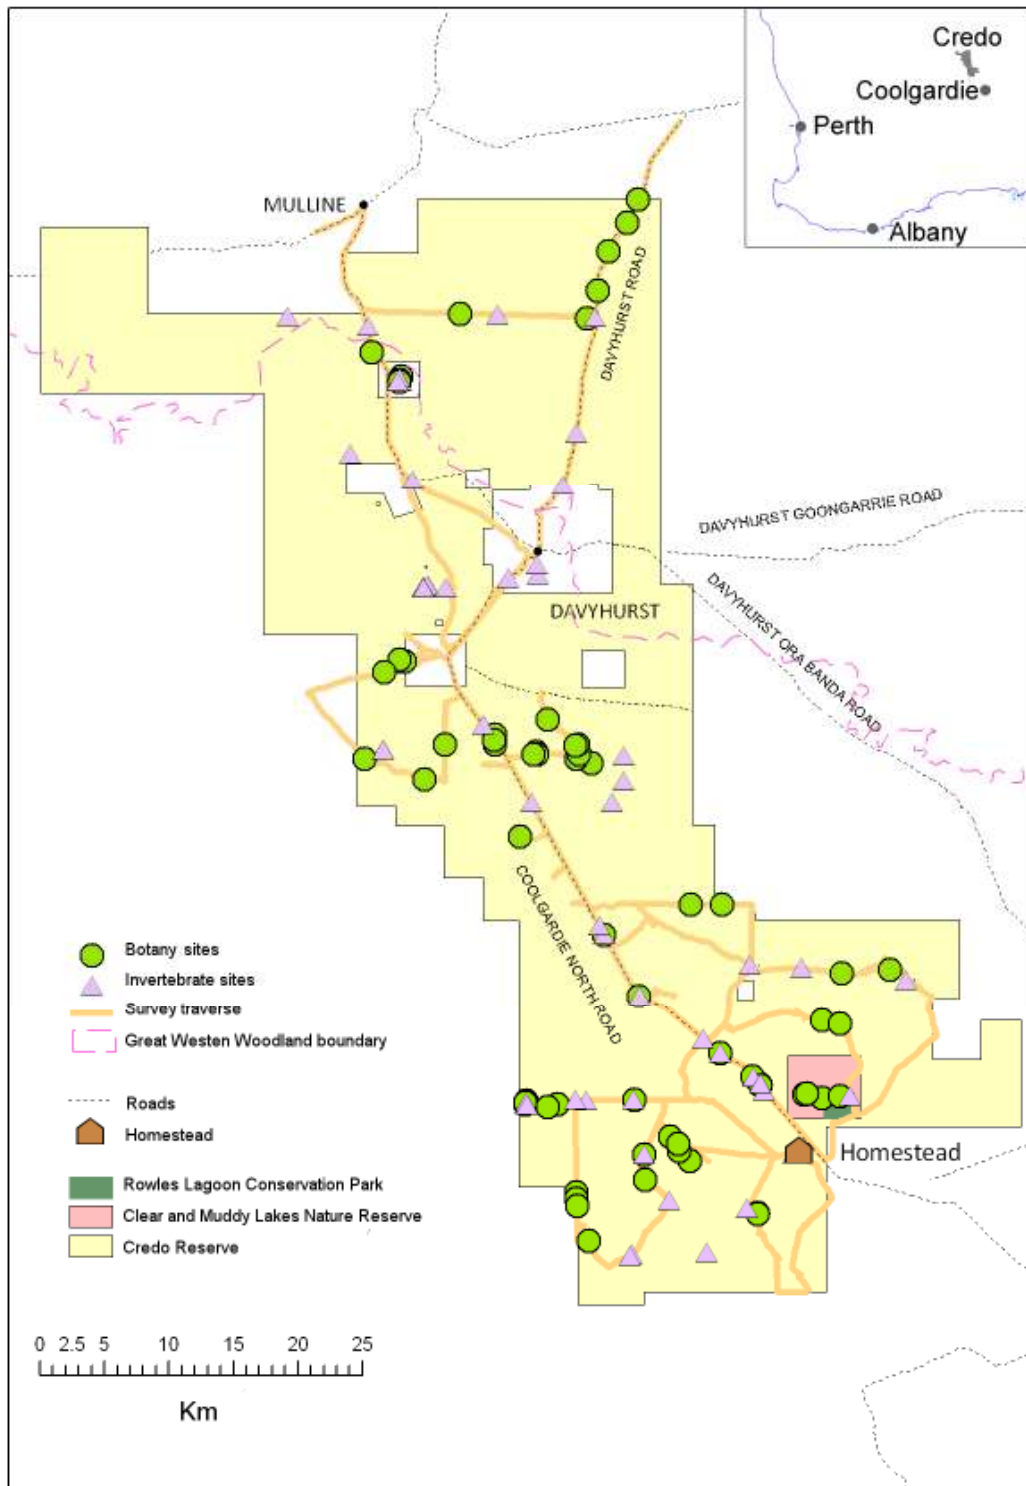 Credo
Coolgardie
Perth
Albany
MULLINE
DAVYHURST ROAD
DAVYHURST GOONGARRIE ROAD
DAVYHURST ORA BANDA ROAD
DAVYHURST
COOLGARDIE NORTH ROAD
Botany sites
Invertebrate sites
Survey traverse
Great Westen Woodland boundary
Roads
Homestead
Homestead
Rowles Lagoon Conservation Park
Clear and Muddy Lakes Nature Reserve
Credo Reserve
0 2.5 5 10 15 20 25
Km